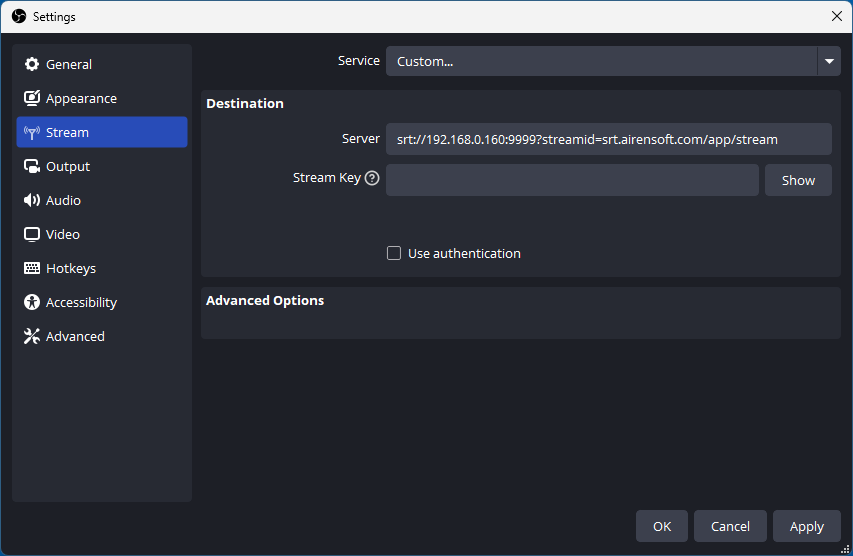 Settings
General
Appearance
Stream
Output
Audio
Video
Hotkeys
Accessibility
Advanced
Service Custom...
Destination
Server srt://192.168.0.160:9999?streamid=srt.airensoft.com/app/stream
Stream Key ? Show
Use authentication
Advanced Options
OK Cancel Apply